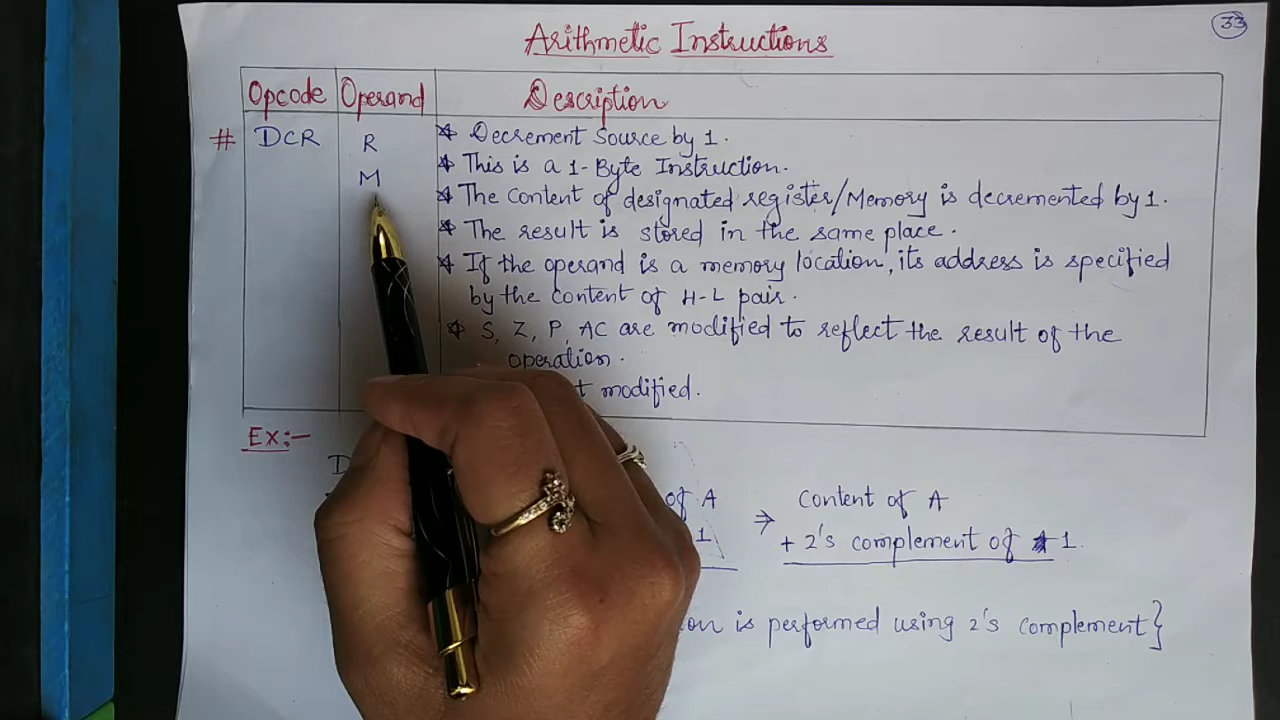 33
Arithmetic Instructions
Opcode Operand Description
# DCR R * Decrement Source by 1.
M * This is a 1-Byte Instruction.
* The content of designated register/Memory is decremented by 1.
* The result is stored in the same place.
* If the operand is a memory location, its address is specified
by the content of H-L pair.
* S, Z, P, AC are modified to reflect the result of the
operation.
modified.
Ex:-
of A ⇒ Content of A
1 + 2's complement of 1.
is performed using 2's complement}